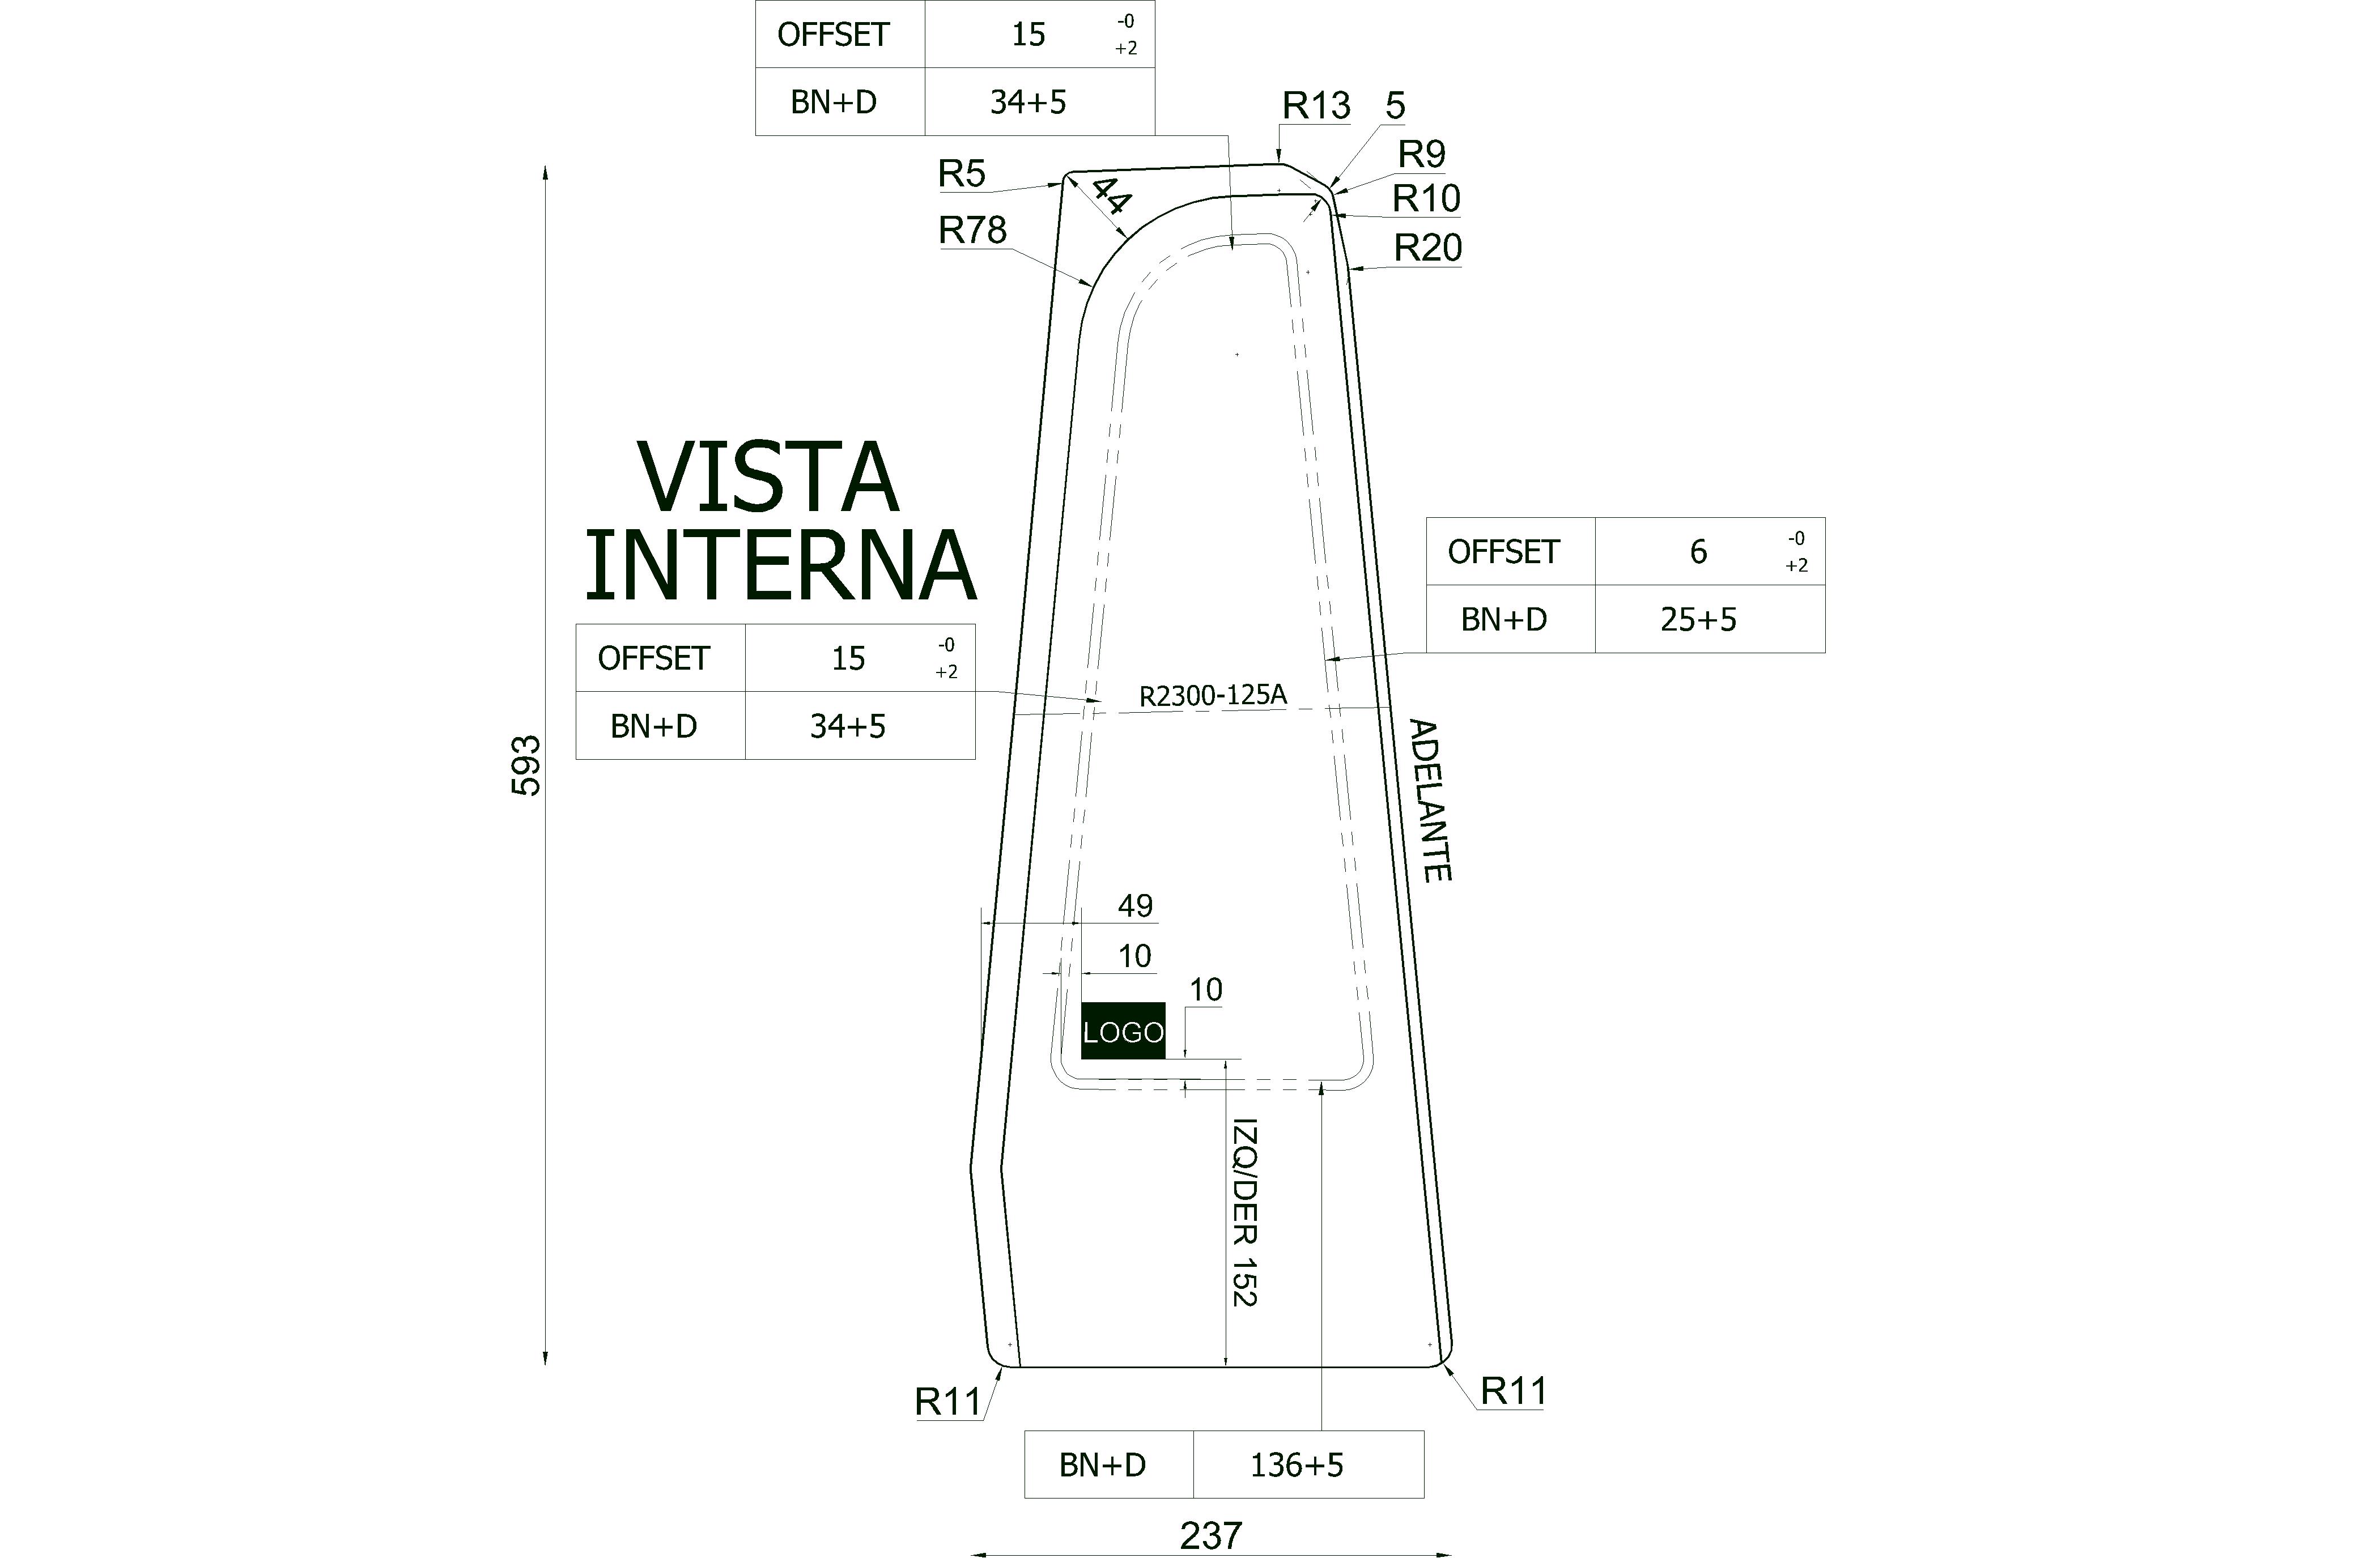 OFFSET 15 -0 +2
BN+D 34+5
R13 5
R9
R5
44
R10
R78
R20
VISTA
INTERNA
OFFSET 6 -0 +2
BN+D 25+5
OFFSET 15 -0 +2
BN+D 34+5
R2300-125A
ADELANTE
593
49
10
10
LOGO
IZQ/DER 152
R11
R11
BN+D 136+5
237